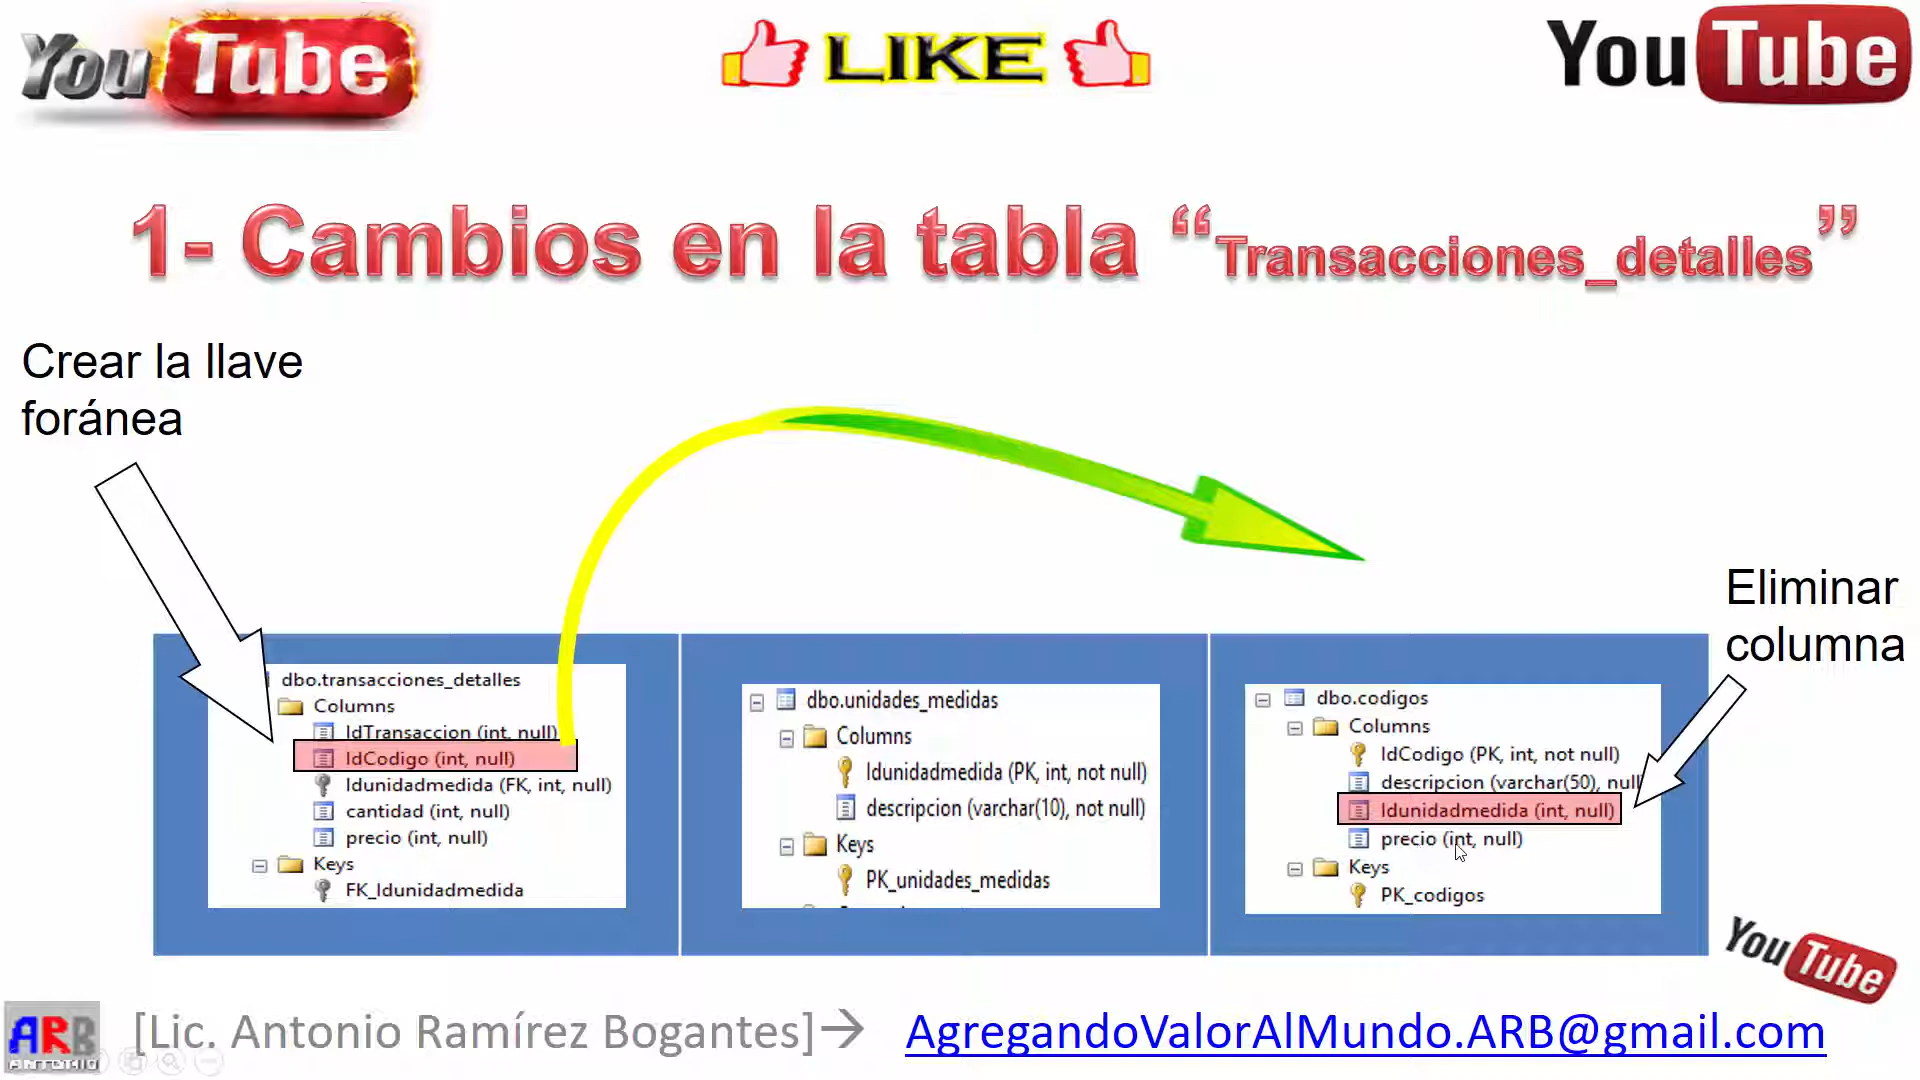 YouTube
LIKE
YouTube
1- Cambios en la tabla “Transacciones_detalles”
Crear la llave
foránea
Eliminar
columna
dbo.transacciones_detalles
Columns
IdTransaccion (int, null)
IdCodigo (int, null)
Idunidadmedida (FK, int, null)
cantidad (int, null)
precio (int, null)
Keys
FK_Idunidadmedida
dbo.unidades_medidas
Columns
Idunidadmedida (PK, int, not null)
descripcion (varchar(10), not null)
Keys
PK_unidades_medidas
dbo.codigos
Columns
IdCodigo (PK, int, not null)
descripcion (varchar(50), null
Idunidadmedida (int, null)
precio (int, null)
Keys
PK_codigos
YouTube
ARB
ANTONIO
[Lic. Antonio Ramírez Bogantes]→ AgregandoValorAlMundo.ARB@gmail.com